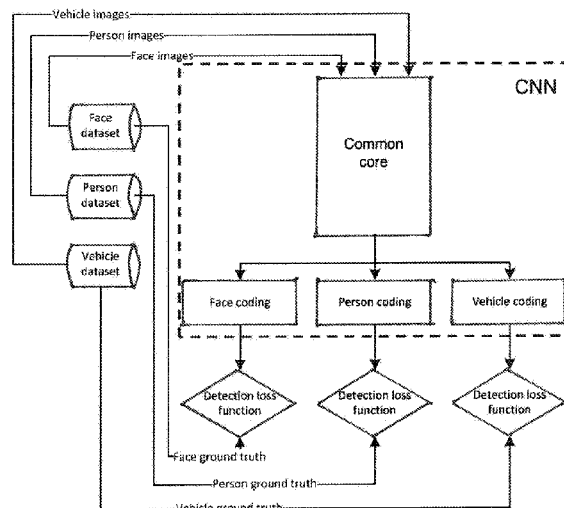 Vehicle images
Person images
Face images
CNN
Face
dataset
Common
core
Person
dataset
Vehicle
dataset
Face coding
Person coding
Vehicle coding
Detection loss
function
Detection loss
function
Detection loss
function
Face ground truth
Person ground truth
Vehicle ground truth